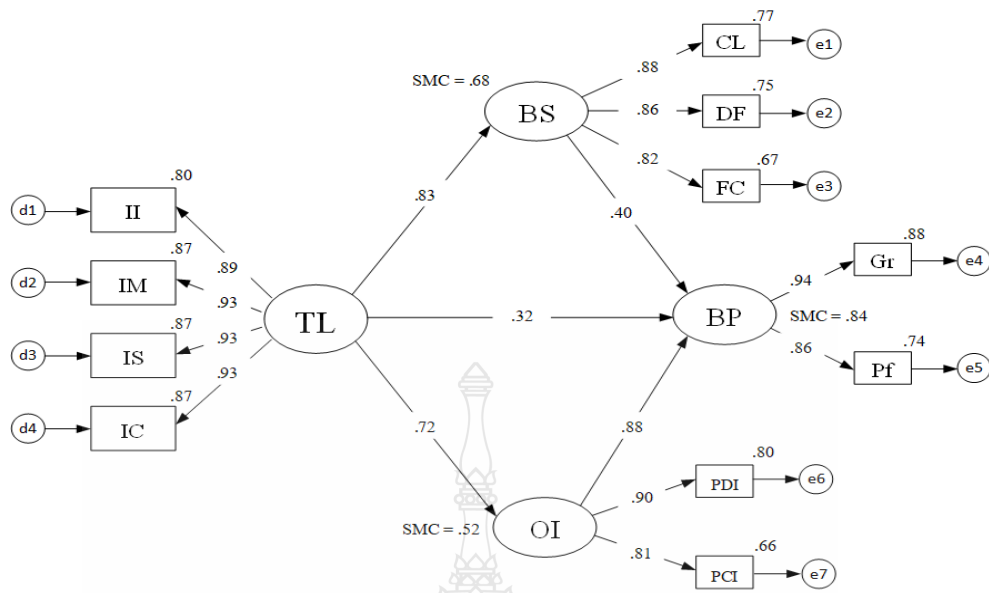 .77
CL
e1
.88
SMC = .68
BS
.75
.86
DF
e2
.82
.67
FC
e3
.80
d1
II
.83
.40
.89
.87
d2
IM
.93
.88
Gr
e4
.94
TL
.32
BP
SMC = .84
.87
.93
d3
IS
.86
.74
Pf
e5
.93
.87
d4
IC
.72
.88
.80
PDI
e6
.90
SMC = .52
OI
.81
.66
PCI
e7